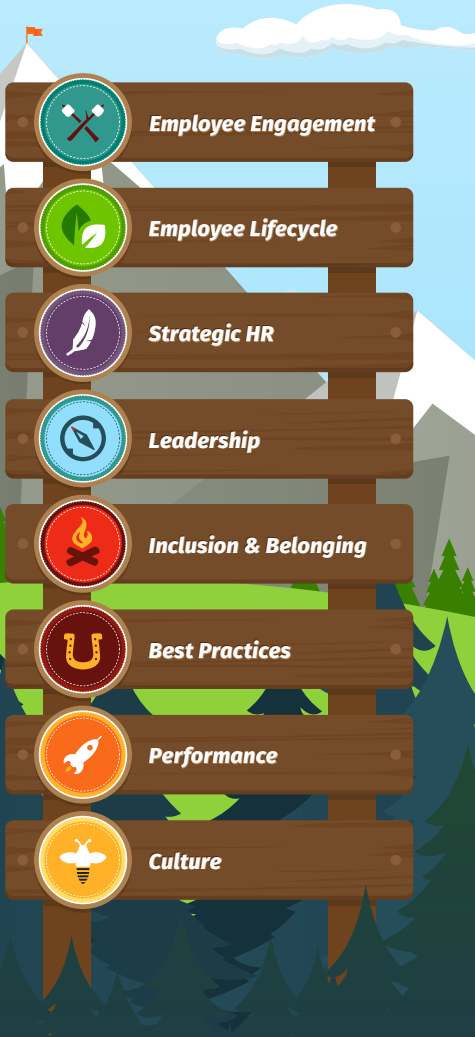 Employee Engagement
Employee Lifecycle
Strategic HR
Leadership
Inclusion & Belonging
Best Practices
Performance
Culture